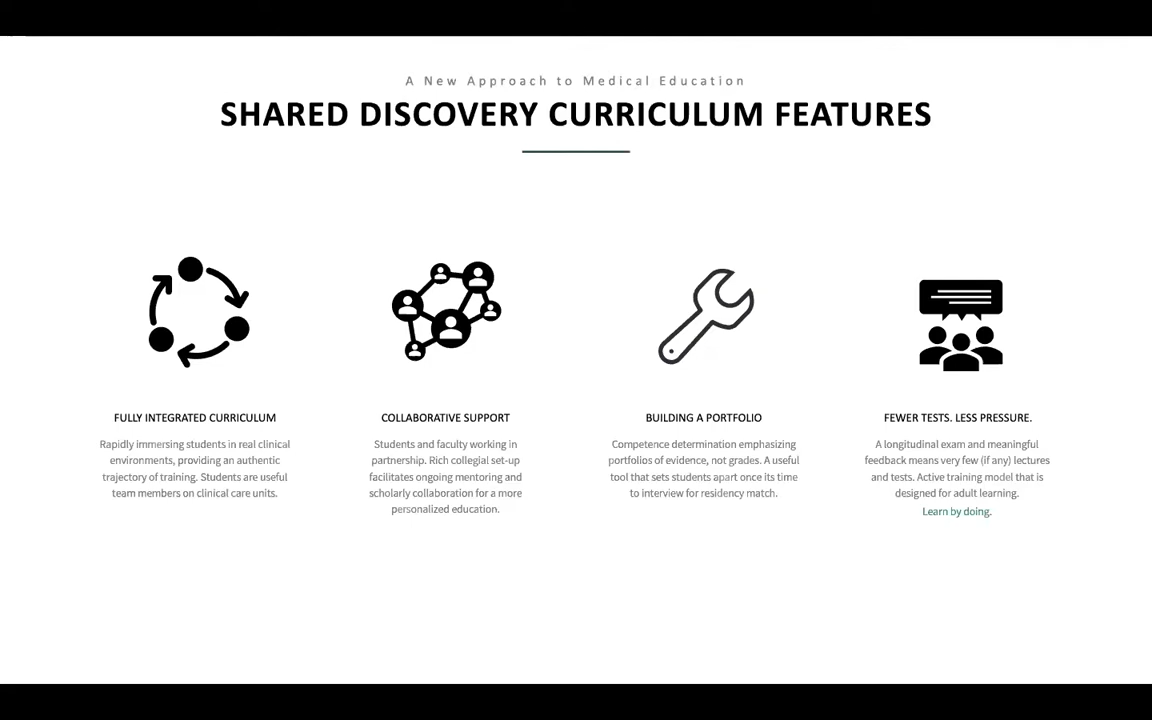 A New Approach to Medical Education
SHARED DISCOVERY CURRICULUM FEATURES
FULLY INTEGRATED CURRICULUM
Rapidly immersing students in real clinical
environments, providing an authentic
trajectory of training. Students are useful
team members on clinical care units.
COLLABORATIVE SUPPORT
Students and faculty working in
partnership. Rich collegial set-up
facilitates ongoing mentoring and
scholarly collaboration for a more
personalized education.
BUILDING A PORTFOLIO
Competence determination emphasizing
portfolios of evidence, not grades. A useful
tool that sets students apart once its time
to interview for residency match.
FEWER TESTS. LESS PRESSURE.
A longitudinal exam and meaningful
feedback means very few (if any) lectures
and tests. Active training model that is
designed for adult learning.
Learn by doing.